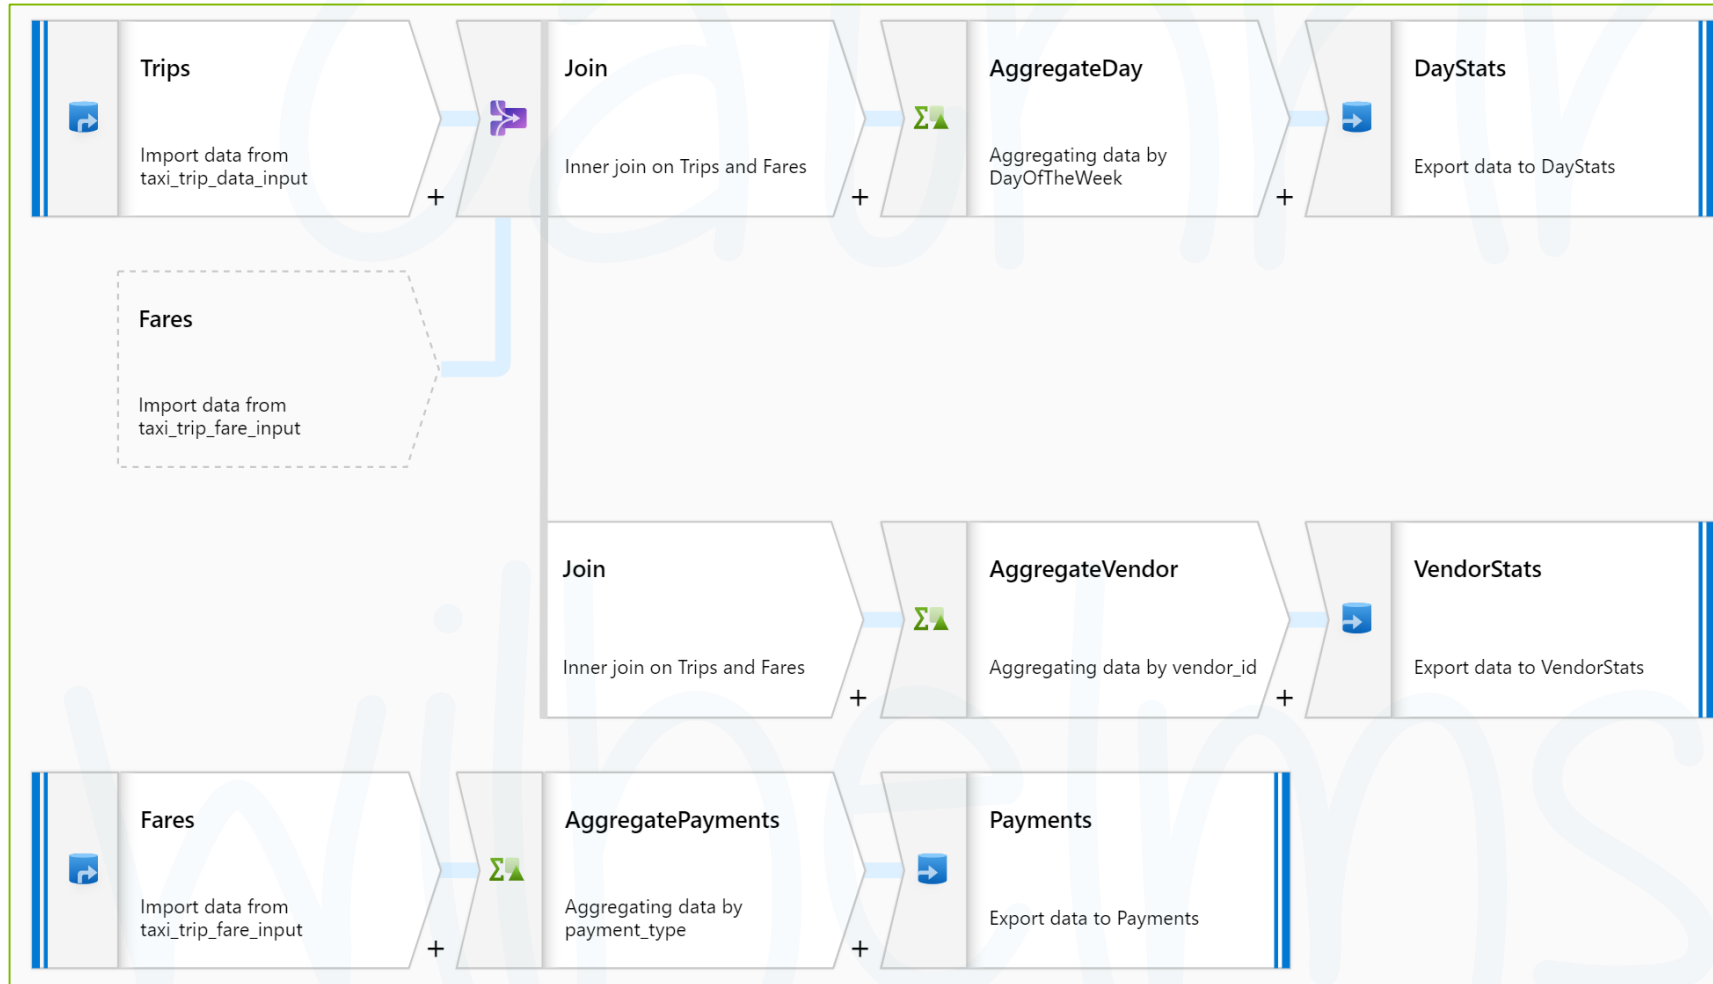 Trips
Import data from
taxi_trip_data_input
+
Join
Inner join on Trips and Fares
+
AggregateDay
Aggregating data by
DayOfTheWeek
+
DayStats
Export data to DayStats
Fares
Import data from
taxi_trip_fare_input
Join
Inner join on Trips and Fares
+
AggregateVendor
Aggregating data by vendor_id
+
VendorStats
Export data to VendorStats
Fares
Import data from
taxi_trip_fare_input
+
AggregatePayments
Aggregating data by
payment_type
+
Payments
Export data to Payments